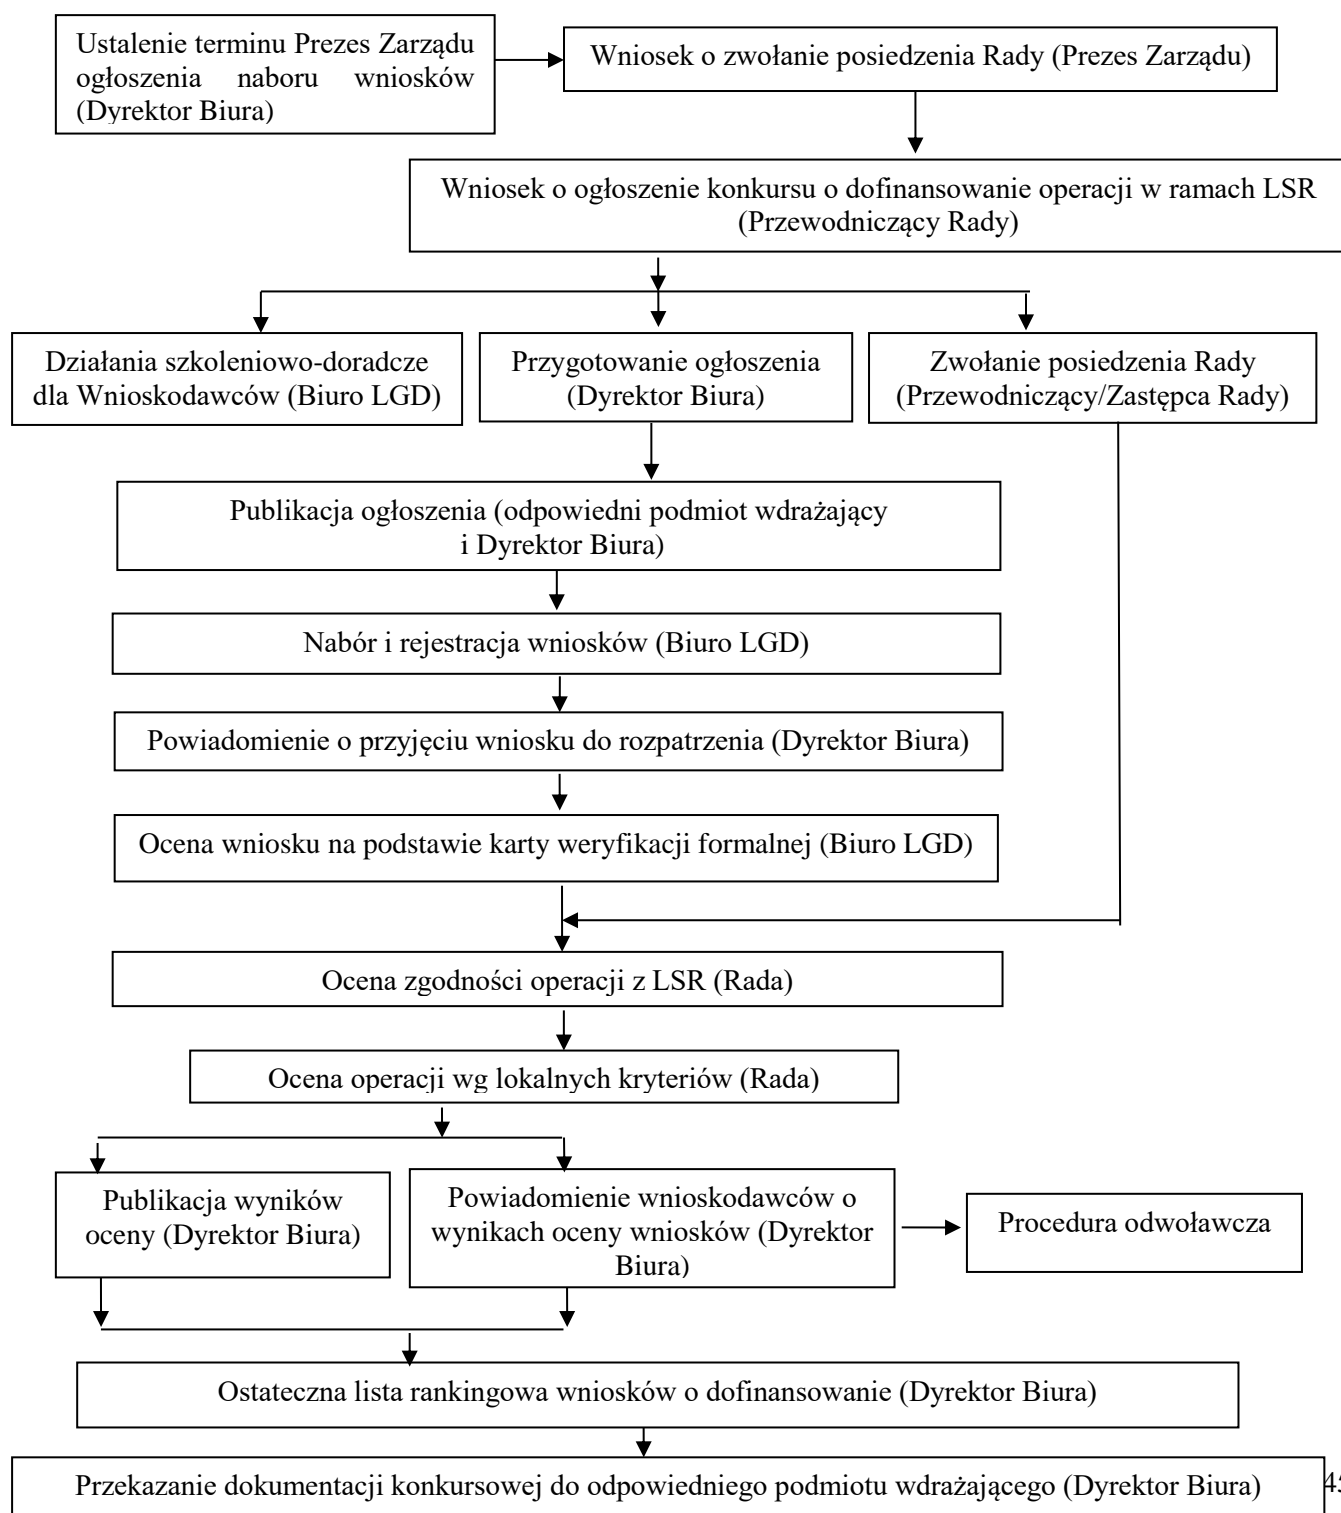 Ustalenie terminu Prezes Zarządu
ogłoszenia naboru wniosków
(Dyrektor Biura)
Wniosek o zwołanie posiedzenia Rady (Prezes Zarządu)
Wniosek o ogłoszenie konkursu o dofinansowanie operacji w ramach LSR
(Przewodniczący Rady)
Działania szkoleniowo-doradcze
dla Wnioskodawców (Biuro LGD)
Przygotowanie ogłoszenia
(Dyrektor Biura)
Zwołanie posiedzenia Rady
(Przewodniczący/Zastępca Rady)
Publikacja ogłoszenia (odpowiedni podmiot wdrażający
i Dyrektor Biura)
Nabór i rejestracja wniosków (Biuro LGD)
Powiadomienie o przyjęciu wniosku do rozpatrzenia (Dyrektor Biura)
Ocena wniosku na podstawie karty weryfikacji formalnej (Biuro LGD)
Ocena zgodności operacji z LSR (Rada)
Ocena operacji wg lokalnych kryteriów (Rada)
Publikacja wyników
oceny (Dyrektor Biura)
Powiadomienie wnioskodawców o
wynikach oceny wniosków (Dyrektor
Biura)
Procedura odwoławcza
Ostateczna lista rankingowa wniosków o dofinansowanie (Dyrektor Biura)
Przekazanie dokumentacji konkursowej do odpowiedniego podmiotu wdrażającego (Dyrektor Biura)
45